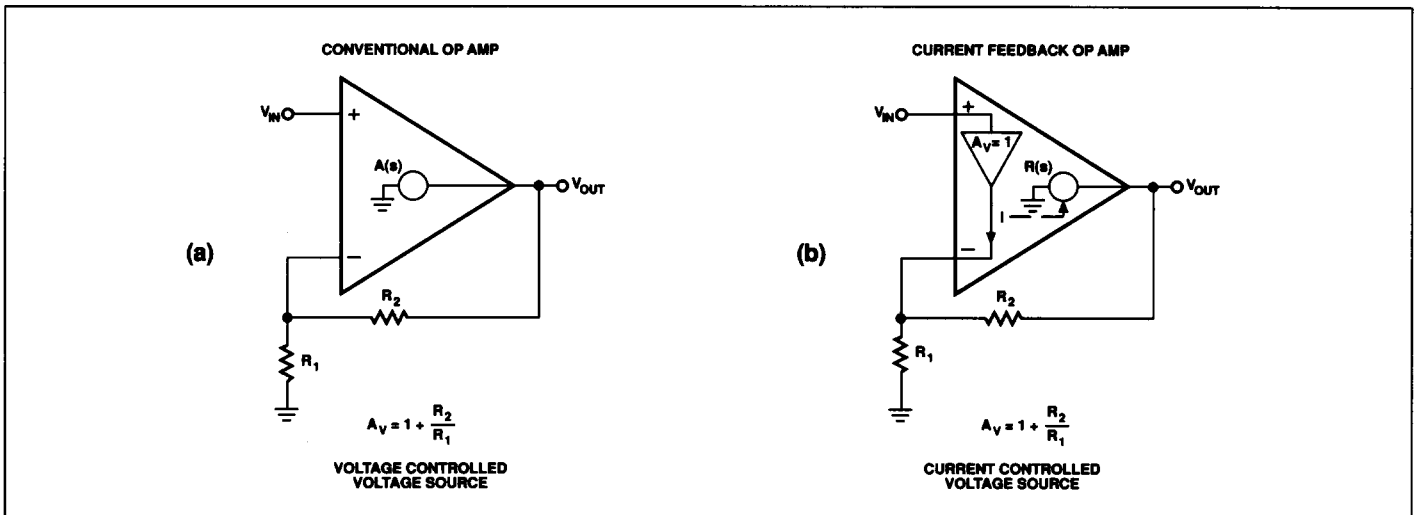 CONVENTIONAL OP AMP
V_IN
+
A(s)
V_OUT
(a)
−
R_2
R_1
A_V = 1 + R_2/R_1
VOLTAGE CONTROLLED
VOLTAGE SOURCE
CURRENT FEEDBACK OP AMP
V_IN
+
A_V = 1
R(s)
V_OUT
I
(b)
−
R_2
R_1
A_V = 1 + R_2/R_1
CURRENT CONTROLLED
VOLTAGE SOURCE